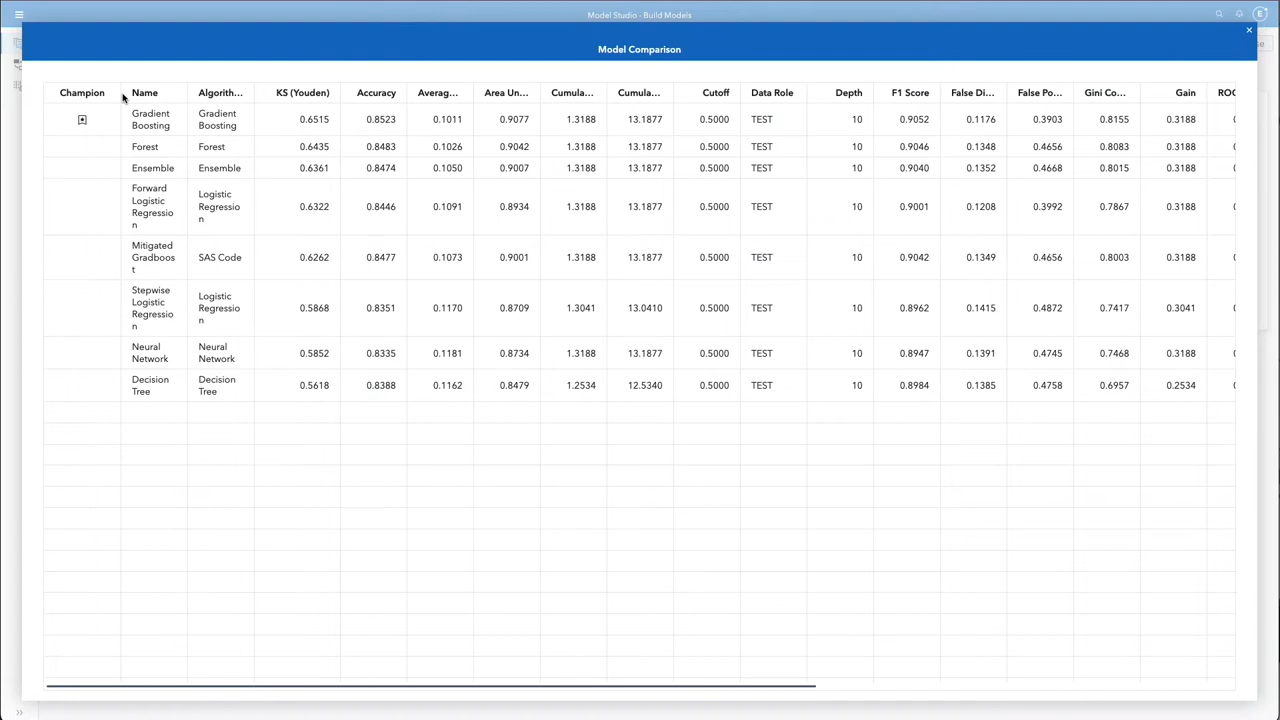 Model Studio - Build Models
E
se
Model Comparison
Champion Name Algorith... KS (Youden) Accuracy Averag... Area Un... Cumula... Cumula... Cutoff Data Role Depth F1 Score False Di... False Po... Gini Co... Gain ROC
Gradient Gradient
Boosting Boosting 0.6515 0.8523 0.1011 0.9077 1.3188 13.1877 0.5000 TEST 10 0.9052 0.1176 0.3903 0.8155 0.3188
Forest Forest 0.6435 0.8483 0.1026 0.9042 1.3188 13.1877 0.5000 TEST 10 0.9046 0.1348 0.4656 0.8083 0.3188
Ensemble Ensemble 0.6361 0.8474 0.1050 0.9007 1.3188 13.1877 0.5000 TEST 10 0.9040 0.1352 0.4668 0.8015 0.3188
Forward
Logistic Logistic
Regressio Regressio 0.6322 0.8446 0.1091 0.8934 1.3188 13.1877 0.5000 TEST 10 0.9001 0.1208 0.3992 0.7867 0.3188
n n
Mitigated
Gradboos SAS Code 0.6262 0.8477 0.1073 0.9001 1.3188 13.1877 0.5000 TEST 10 0.9042 0.1349 0.4656 0.8003 0.3188
t
Stepwise
Logistic Logistic
Regressio Regressio 0.5868 0.8351 0.1170 0.8709 1.3041 13.0410 0.5000 TEST 10 0.8962 0.1415 0.4872 0.7417 0.3041
n n
Neural Neural
Network Network 0.5852 0.8335 0.1181 0.8734 1.3188 13.1877 0.5000 TEST 10 0.8947 0.1391 0.4745 0.7468 0.3188
Decision Decision
Tree Tree 0.5618 0.8388 0.1162 0.8479 1.2534 12.5340 0.5000 TEST 10 0.8984 0.1385 0.4758 0.6957 0.2534